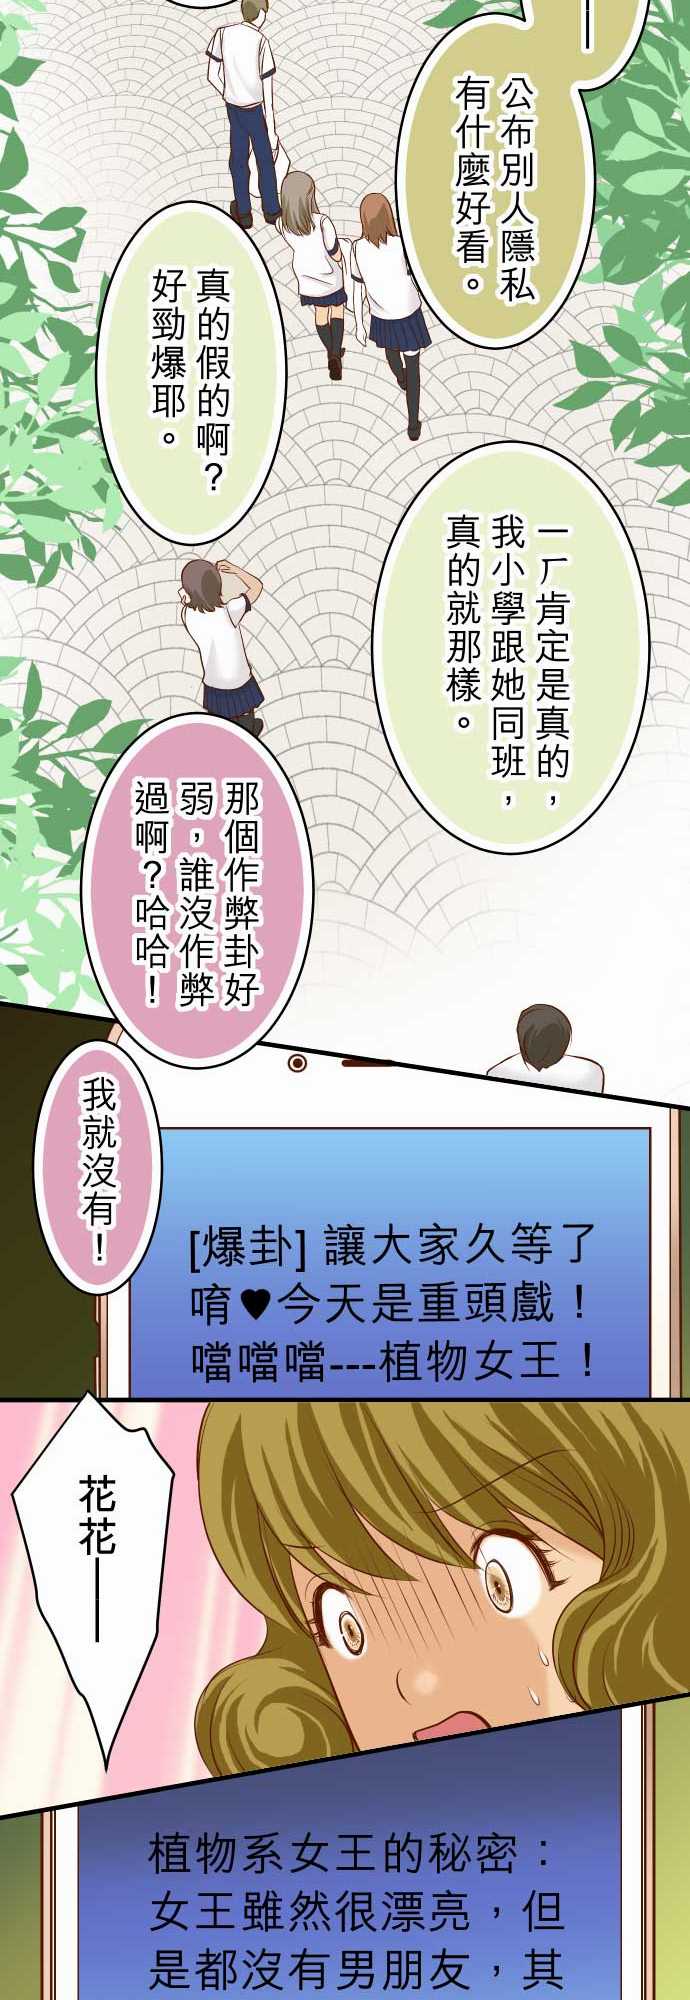 公布別人隱私
有什麼好看。
真的假的啊？
好勁爆耶。
一ㄏ肯定是真的，
我小學跟她同班，
真的就那樣。
那個作弊卦好
弱，誰沒作弊
過啊？哈哈！
我就沒有！
[爆卦] 讓大家久等了
唷♥今天是重頭戲！
噹噹噹---植物女王！
花花──
植物系女王的秘密：
女王雖然很漂亮，但
是都沒有男朋友，其